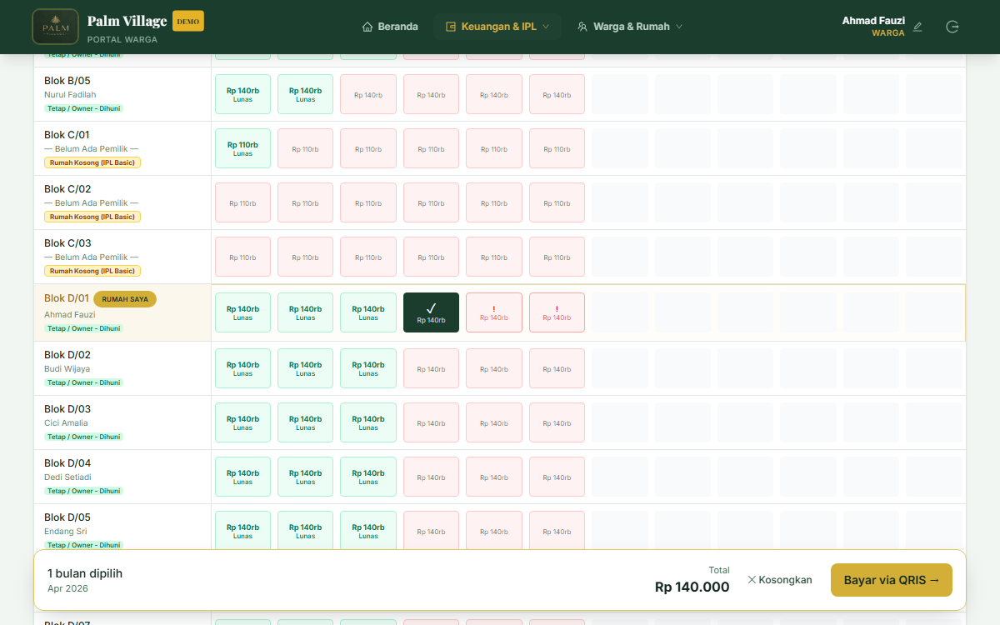 PALM
VILLAGE
Palm Village DEMO
PORTAL WARGA
Beranda
Keuangan & IPL
Warga & Rumah
Ahmad Fauzi
WARGA
Tetap / Owner - Dihuni
Blok B/05
Nurul Fadilah
Tetap / Owner - Dihuni
Rp 140rb Rp 140rb Rp 140rb Rp 140rb Rp 140rb Rp 140rb
Lunas Lunas
Blok C/01
— Belum Ada Pemilik —
Rumah Kosong (IPL Basic)
Rp 110rb Rp 110rb Rp 110rb Rp 110rb Rp 110rb Rp 110rb
Lunas
Blok C/02
— Belum Ada Pemilik —
Rumah Kosong (IPL Basic)
Rp 110rb Rp 110rb Rp 110rb Rp 110rb Rp 110rb Rp 110rb
Blok C/03
— Belum Ada Pemilik —
Rumah Kosong (IPL Basic)
Rp 110rb Rp 110rb Rp 110rb Rp 110rb Rp 110rb Rp 110rb
Blok D/01 RUMAH SAYA
Ahmad Fauzi
Tetap / Owner - Dihuni
Rp 140rb Rp 140rb Rp 140rb ✓ ! !
Lunas Lunas Lunas Rp 140rb Rp 140rb Rp 140rb
Blok D/02
Budi Wijaya
Tetap / Owner - Dihuni
Rp 140rb Rp 140rb Rp 140rb Rp 140rb Rp 140rb Rp 140rb
Lunas Lunas Lunas
Blok D/03
Cici Amalia
Tetap / Owner - Dihuni
Rp 140rb Rp 140rb Rp 140rb Rp 140rb Rp 140rb Rp 140rb
Lunas Lunas Lunas
Blok D/04
Dedi Setiadi
Tetap / Owner - Dihuni
Rp 140rb Rp 140rb Rp 140rb Rp 140rb Rp 140rb Rp 140rb
Lunas Lunas Lunas
Blok D/05
Endang Sri
Tetap / Owner - Dihuni
Rp 140rb Rp 140rb Rp 140rb Rp 140rb Rp 140rb Rp 140rb
Lunas Lunas Lunas
1 bulan dipilih
Apr 2026
Total
Rp 140.000
× Kosongkan
Bayar via QRIS →
Blok D/07